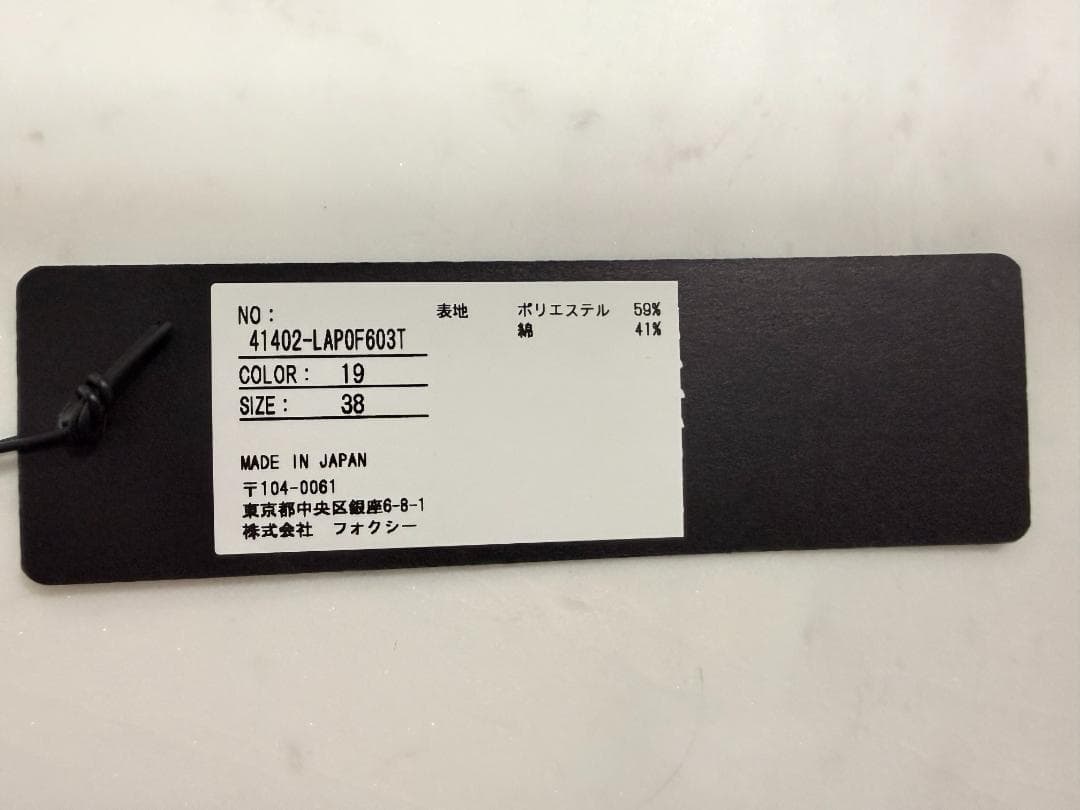 NO:
41402-LAPOF603T
COLOR: 19
SIZE: 38
表地 ポリエステル 59%
綿 41%
MADE IN JAPAN
〒104-0061
東京都中央区銀座6-8-1
株式会社 フォクシー